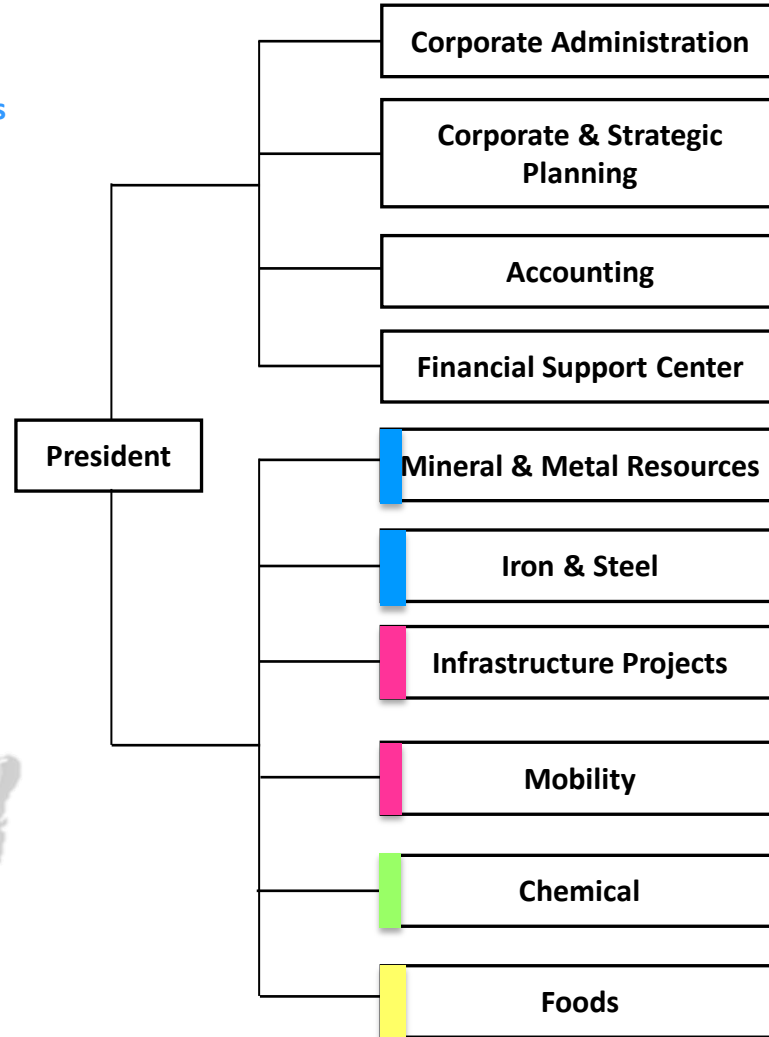 Corporate Administration
Corporate & Strategic
Planning
Accounting
Financial Support Center
President
Mineral & Metal Resources
Iron & Steel
Infrastructure Projects
Mobility
Chemical
Foods